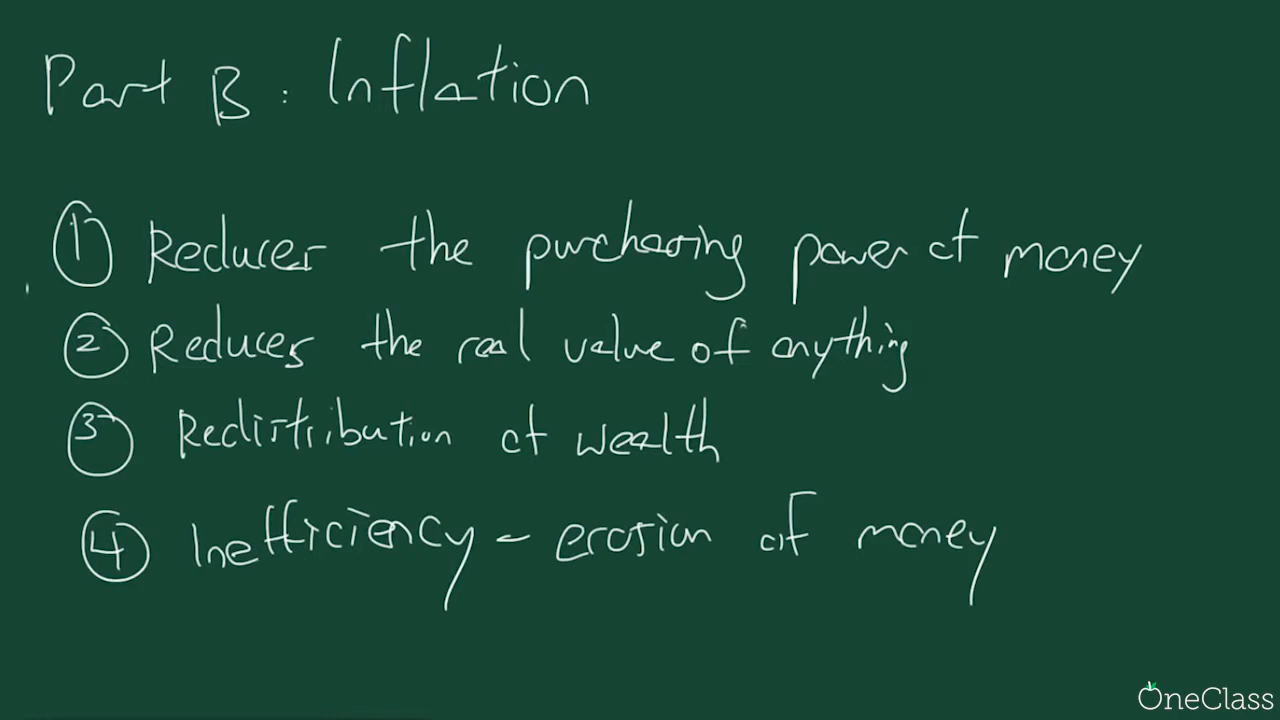 Part B : Inflation
① Reduces the purchasing power of money
② Reduces the real value of anything
③ Redistribution of wealth
④ Inefficiency - erosion of money
OneClass